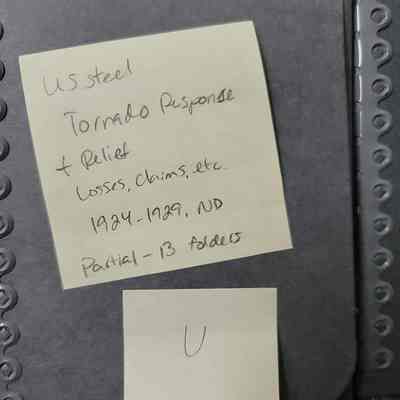 US Steel
Tornado Response
+ Relief
Losses, Claims, etc.
1924-1929, ND
Partial - 13 folders
U